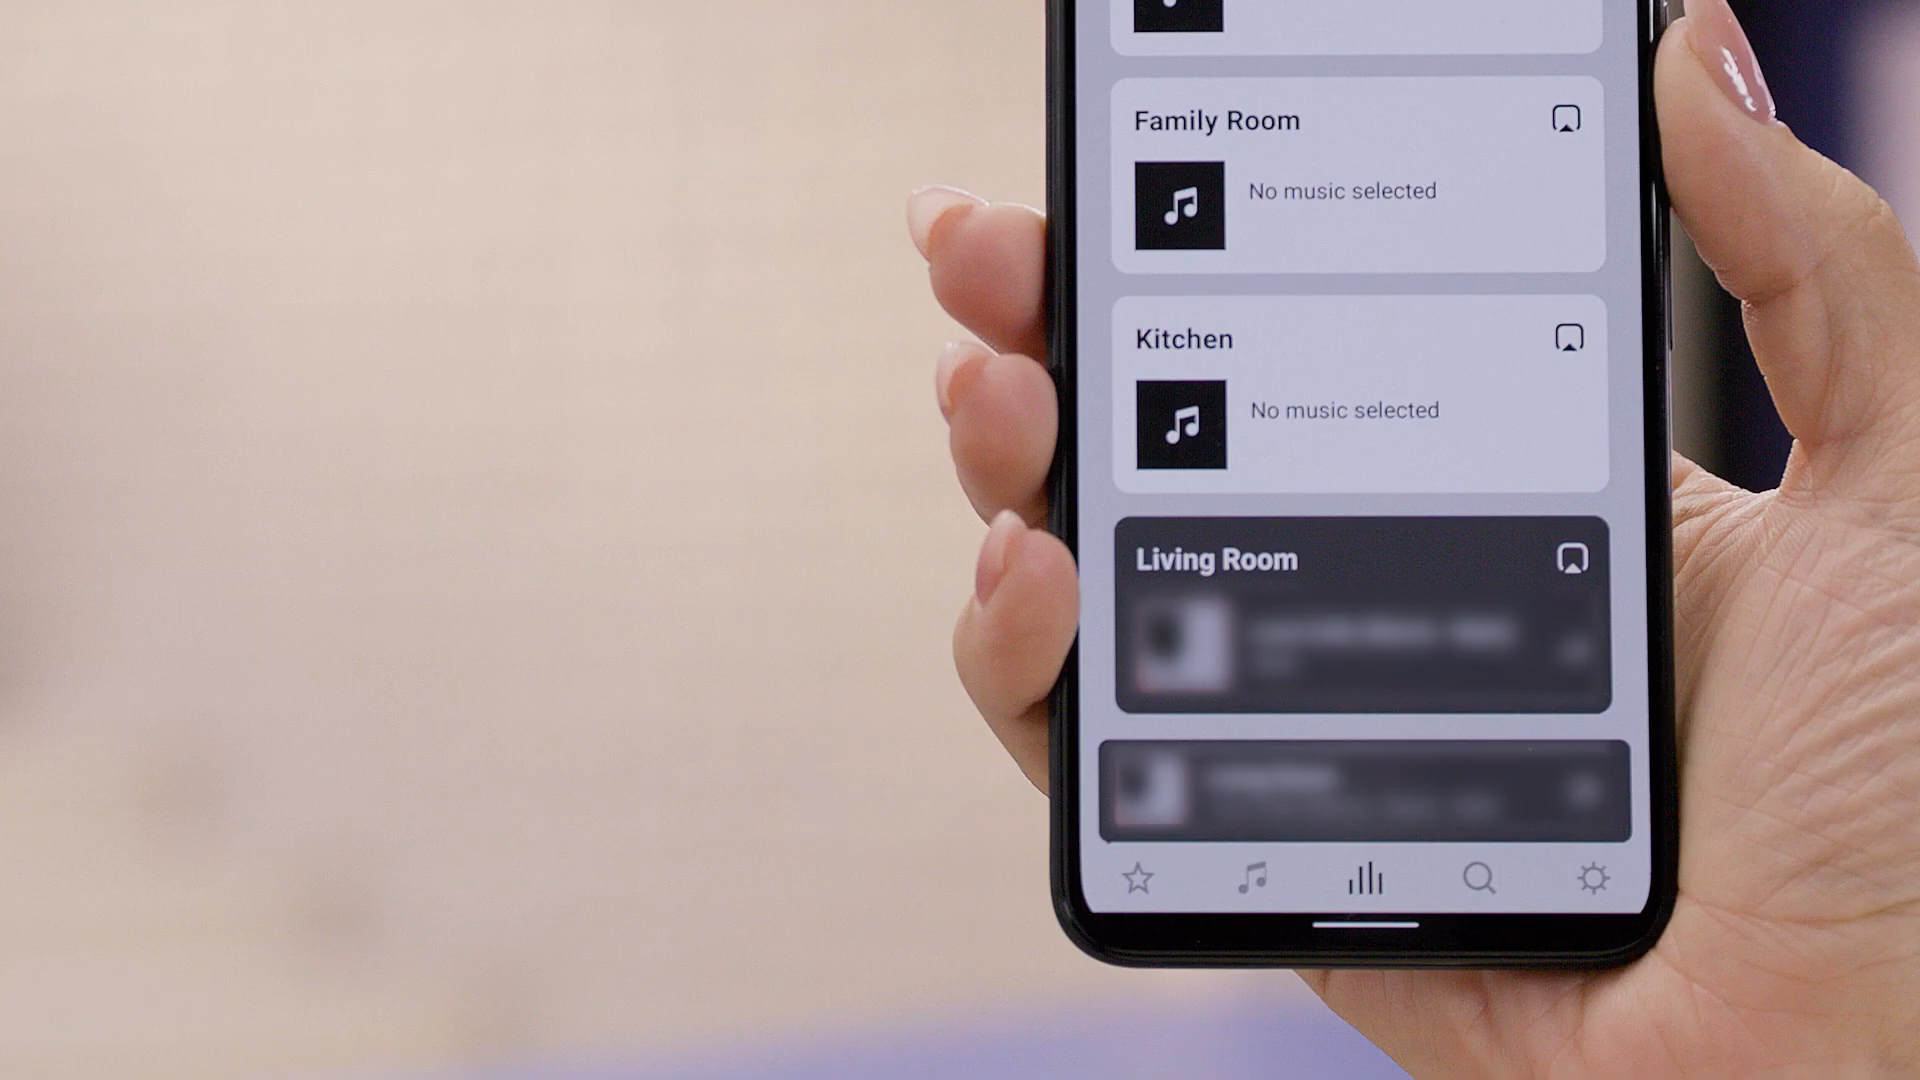 Family Room
No music selected
Kitchen
No music selected
Living Room